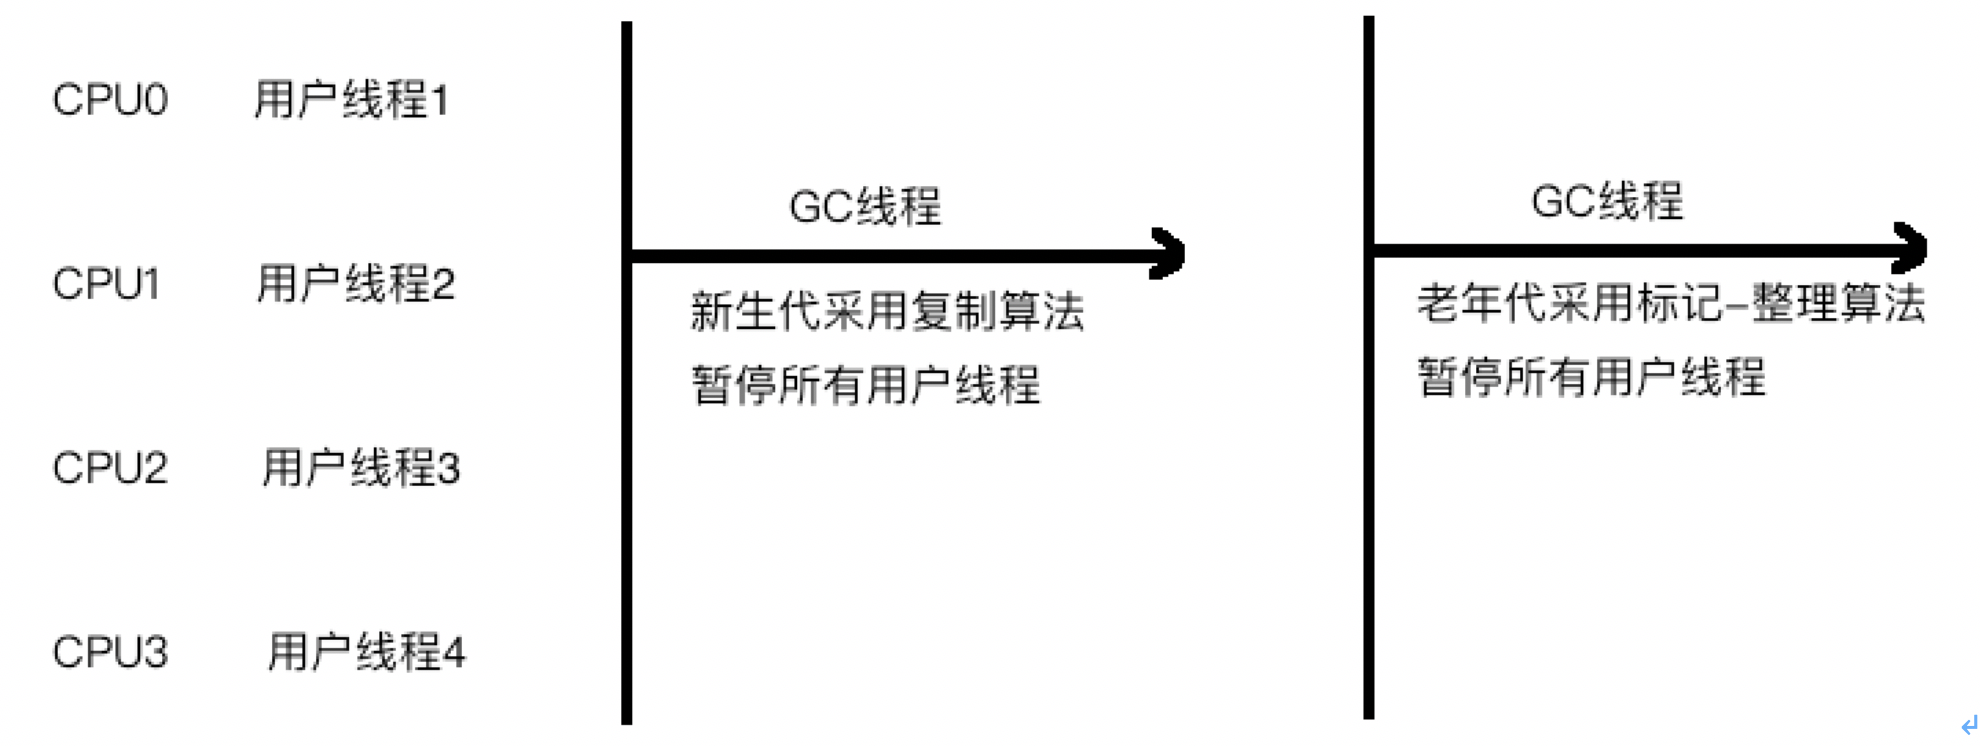 CPU0 用户线程1
CPU1 用户线程2
CPU2 用户线程3
CPU3 用户线程4
GC线程
新生代采用复制算法
暂停所有用户线程
GC线程
老年代采用标记-整理算法
暂停所有用户线程